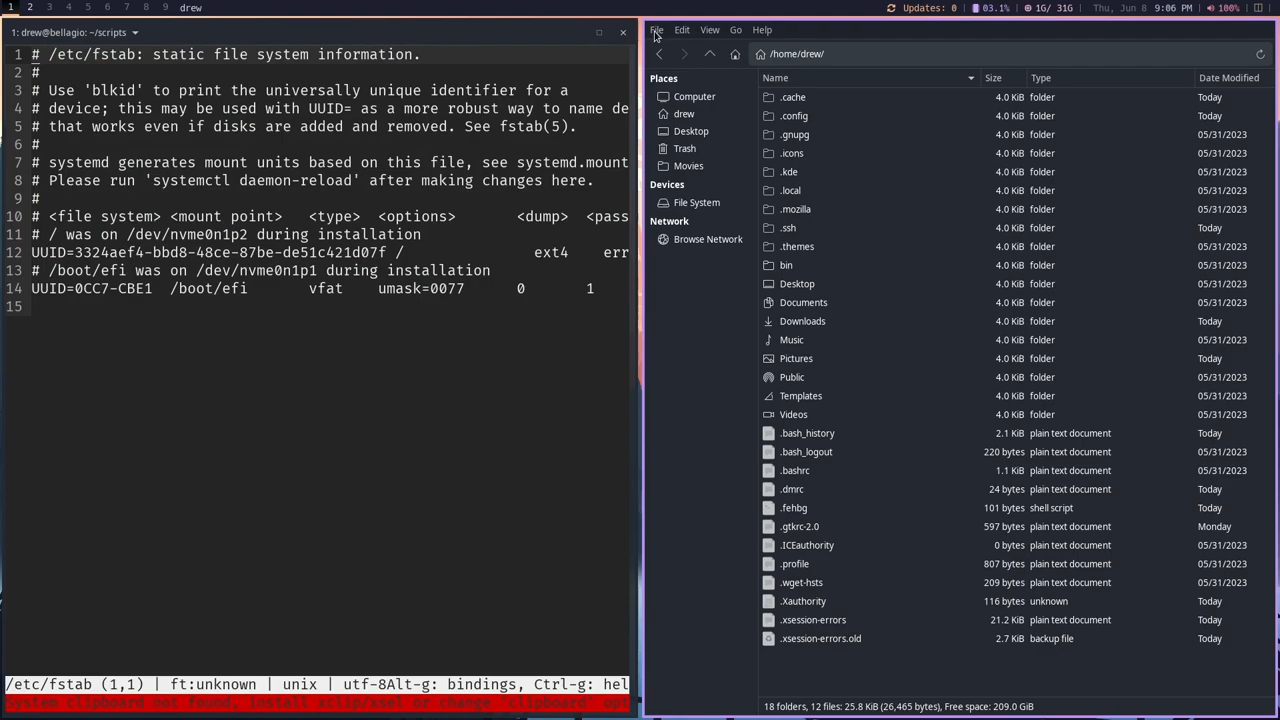 1 2 3 4 5 6 7 8 9 drew Updates: 0 03.1% 1G/ 31G Thu, Jun 8 9:06 PM 100%
1: drew@bellagio: ~/scripts
1 # /etc/fstab: static file system information.
2 #
3 # Use 'blkid' to print the universally unique identifier for a
4 # device; this may be used with UUID= as a more robust way to name de
5 # that works even if disks are added and removed. See fstab(5).
6 #
7 # systemd generates mount units based on this file, see systemd.mount
8 # Please run 'systemctl daemon-reload' after making changes here.
9 #
10 # <file system> <mount point> <type> <options> <dump> <pass
11 # / was on /dev/nvme0n1p2 during installation
12 UUID=3324aef4-bbd8-48ce-87be-de51c421d07f / ext4 err
13 # /boot/efi was on /dev/nvme0n1p1 during installation
14 UUID=0CC7-CBE1 /boot/efi vfat umask=0077 0 1
15
/etc/fstab (1,1) | ft:unknown | unix | utf-8Alt-g: bindings, Ctrl-g: hel
System clipboard not found, install xclip/xsel or change 'clipboard' opt
File Edit View Go Help
/home/drew/
Places
Computer
drew
Desktop
Trash
Movies
Devices
File System
Network
Browse Network
Name Size Type Date Modified
.cache 4.0 KiB folder Today
.config 4.0 KiB folder Today
.gnupg 4.0 KiB folder 05/31/2023
.icons 4.0 KiB folder 05/31/2023
.kde 4.0 KiB folder 05/31/2023
.local 4.0 KiB folder 05/31/2023
.mozilla 4.0 KiB folder 05/31/2023
.ssh 4.0 KiB folder Today
.themes 4.0 KiB folder 05/31/2023
bin 4.0 KiB folder 05/31/2023
Desktop 4.0 KiB folder 05/31/2023
Documents 4.0 KiB folder 05/31/2023
Downloads 4.0 KiB folder Today
Music 4.0 KiB folder 05/31/2023
Pictures 4.0 KiB folder Today
Public 4.0 KiB folder 05/31/2023
Templates 4.0 KiB folder 05/31/2023
Videos 4.0 KiB folder 05/31/2023
.bash_history 2.1 KiB plain text document Today
.bash_logout 220 bytes plain text document 05/31/2023
.bashrc 1.1 KiB plain text document 05/31/2023
.dmrc 24 bytes plain text document Today
.fehbg 101 bytes shell script Today
.gtkrc-2.0 597 bytes plain text document Monday
.ICEauthority 0 bytes plain text document 05/31/2023
.profile 807 bytes plain text document 05/31/2023
.wget-hsts 209 bytes plain text document 05/31/2023
.Xauthority 116 bytes unknown Today
.xsession-errors 21.2 KiB plain text document Today
.xsession-errors.old 2.7 KiB backup file Today
18 folders, 12 files: 25.8 KiB (26,465 bytes), Free space: 209.0 GiB